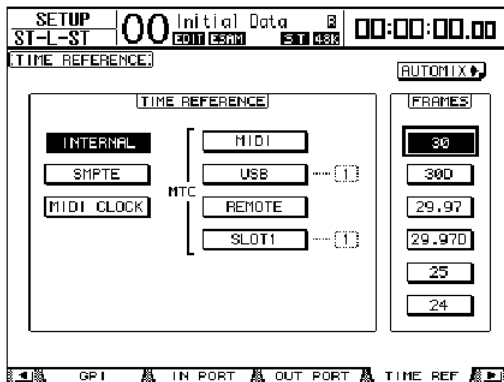 SETUP
ST-L-ST
00 Initial Data
EDIT ESAM ST 48K
00:00:00.00
TIME REFERENCE
AUTOMIX
TIME REFERENCE
FRAMES
INTERNAL
SMPTE
MIDI CLOCK
MTC
MIDI
USB 1
REMOTE
SLOT1 1
30
30D
29.97
29.97D
25
24
GPI IN PORT OUT PORT TIME REF